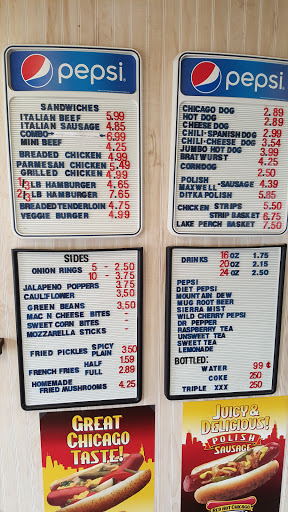 pepsi
SANDWICHES
ITALIAN BEEF 5.99
ITALIAN SAUSAGE 4.85
COMBO 6.99
MINI BEEF 4.25
BREADED CHICKEN 4.99
PARMESAN CHICKEN 5.49
GRILLED CHICKEN 4.99
1/3 LB HAMBURGER 4.65
2/3 LB HAMBURGER 7.65
BREADED TENDERLOIN 4.75
VEGGIE BURGER 4.99
pepsi
CHICAGO DOG 2.89
HOT DOG 2.89
CHEESE DOG
CHILI-SPANISH DOG 2.99
CHILI-CHEESE DOG 3.54
JUMBO HOT DOG 3.99
BRATWURST 4.25
CORNDOG 2.50
POLISH
MAXWELL-SAUSAGE 4.39
DITKA POLISH 5.85
CHICKEN STRIPS 5.50
STRIP BASKET 6.75
LAKE PERCH BASKET 7.50
SIDES
ONION RINGS 5 - 2.50
10 - 3.75
JALAPENO POPPERS 3.75
CAULIFLOWER 3.50
GREEN BEANS 3.50
MAC N CHEESE BITES
SWEET CORN BITES
MOZZARELLA STICKS
FRIED PICKLES SPICY PLAIN 3.50
FRENCH FRIES HALF 1.59
FULL 2.89
HOMEMADE
FRIED MUSHROOMS 4.25
DRINKS 16 OZ 1.75
20 OZ 2.15
24 OZ 2.50
PEPSI
DIET PEPSI
MOUNTAIN DEW
MUG ROOT BEER
SIERRA MIST
WILD CHERRY PEPSI
DR PEPPER
RASPBERRY TEA
UNSWEET TEA
SWEET TEA
LEMONADE
BOTTLED:
WATER 99 ¢
COKE 250
TRIPLE XXX 250
GREAT
CHICAGO
TASTE!
JUICY &
DELICIOUS!
POLISH
SAUSAGE
RED HOT CHICAGO